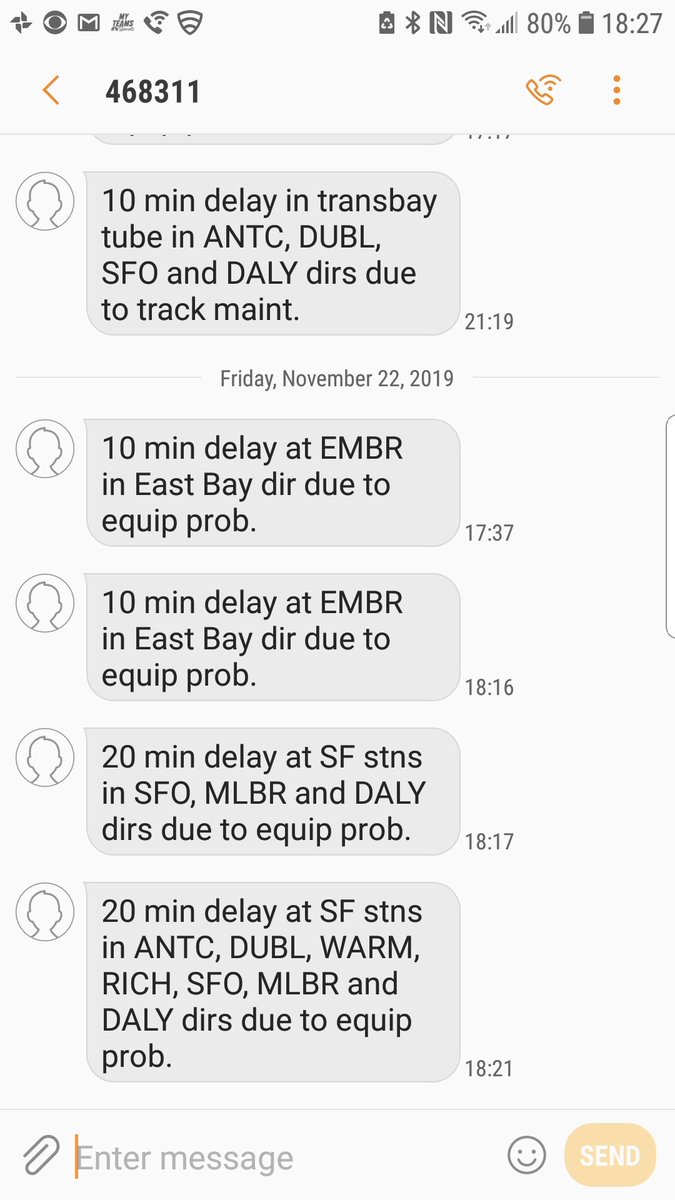 MY
TEAMS
80% 18:27
468311
10 min delay in transbay
tube in ANTC, DUBL,
SFO and DALY dirs due
to track maint.
21:19
Friday, November 22, 2019
10 min delay at EMBR
in East Bay dir due to
equip prob.
17:37
10 min delay at EMBR
in East Bay dir due to
equip prob.
18:16
20 min delay at SF stns
in SFO, MLBR and DALY
dirs due to equip prob.
18:17
20 min delay at SF stns
in ANTC, DUBL, WARM,
RICH, SFO, MLBR and
DALY dirs due to equip
prob.
18:21
Enter message
SEND